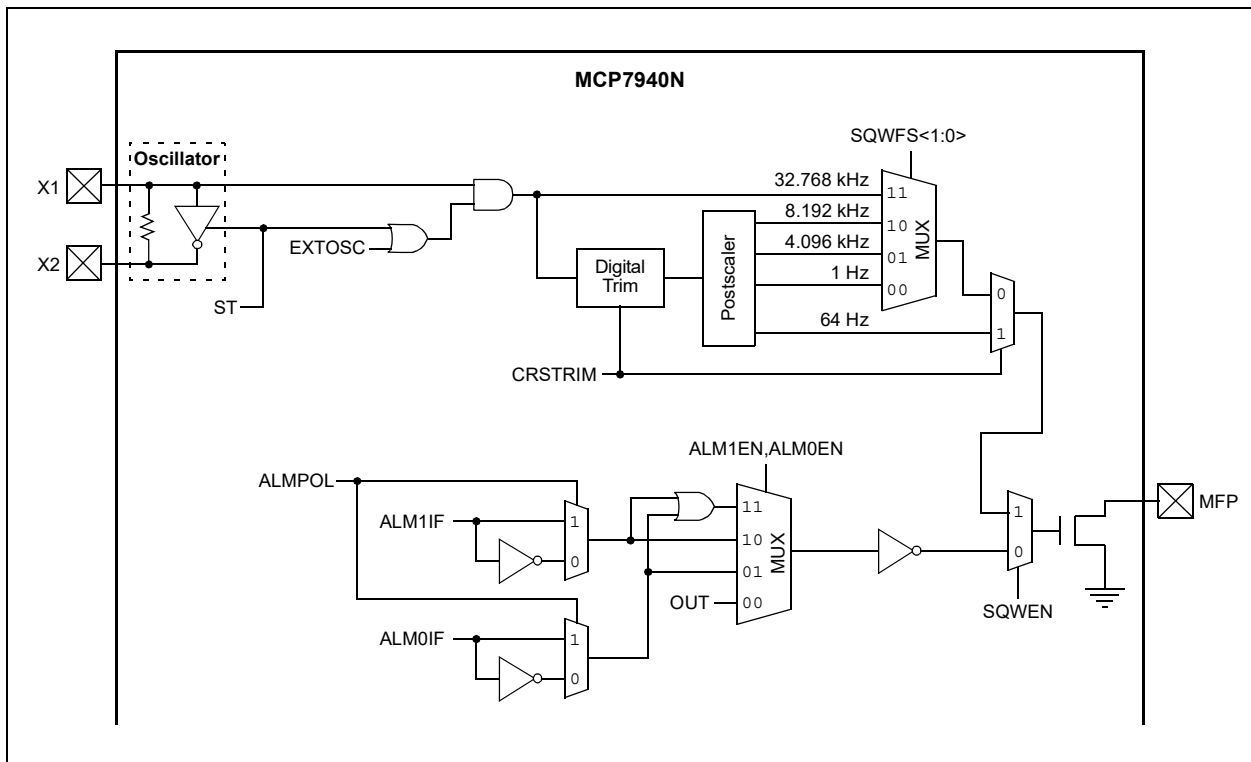 MCP7940N
SQWFS<1:0>
Oscillator
X1
X2
ST
EXTOSC
Digital
Trim
Postscaler
32.768 kHz
8.192 kHz
4.096 kHz
1 Hz
64 Hz
11
10
01
00
MUX
0
1
CRSTRIM
ALM1EN,ALM0EN
ALMPOL
ALM1IF
1
0
ALM0IF
1
0
OUT
11
10
01
00
MUX
1
0
SQWEN
MFP